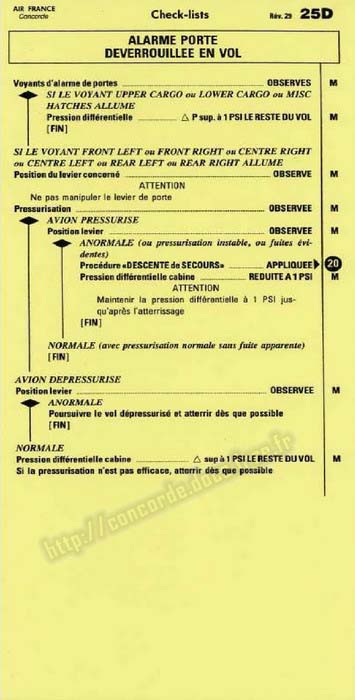 AIR FRANCE
Concorde
Check-lists
Rév. 29 25D
ALARME PORTE
DEVERROUILLEE EN VOL
Voyants d'alarme de portes OBSERVES M
SI LE VOYANT UPPER CARGO ou LOWER CARGO ou MISC
HATCHES ALLUME
Pression différentielle △ P sup. à 1 PSI LE RESTE DU VOL M
[FIN]
SI LE VOYANT FRONT LEFT ou FRONT RIGHT ou CENTRE RIGHT
ou CENTRE LEFT ou REAR LEFT ou REAR RIGHT ALLUME
Position du levier concerné OBSERVE M
ATTENTION
Ne pas manipuler le levier de porte
Pressurisation OBSERVEE M
AVION PRESSURISE
Position levier OBSERVEE M
ANORMALE (ou pressurisation instable, ou fuites évi-
dentes)
Procédure «DESCENTE de SECOURS» APPLIQUEE 20
Pression différentielle cabine REDUITE A 1 PSI M
ATTENTION
Maintenir la pression différentielle à 1 PSI jus-
qu'après l'atterrissage
[FIN]
NORMALE (avec pressurisation normale sans fuite apparente)
[FIN]
AVION DEPRESSURISE
Position levier OBSERVEE M
ANORMALE
Poursuivre le vol dépressurisé et atterrir dès que possible
[FIN]
NORMALE
Pression différentielle cabine △ sup à 1 PSI LE RESTE DU VOL M
Si la pressurisation n'est pas efficace, atterrir dès que possible